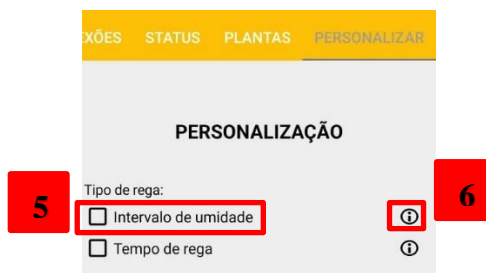 XÕES STATUS PLANTAS PERSONALIZAR
PERSONALIZAÇÃO
Tipo de rega:
5 Intervalo de umidade 6
Tempo de rega